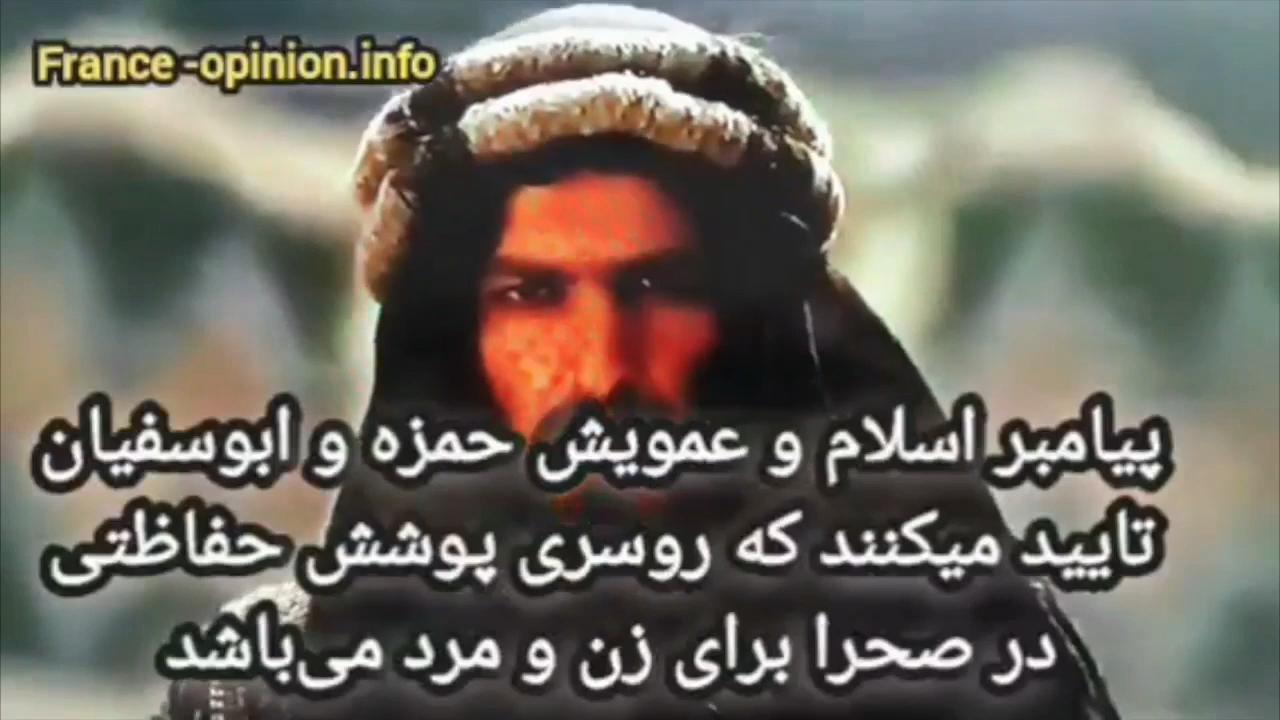 France -opinion.info
پیامبر اسلام و عمویش حمزه و ابوسفیان
تایید میکنند که روسری پوشش حفاظتی
در صحرا برای زن و مرد می‌باشد